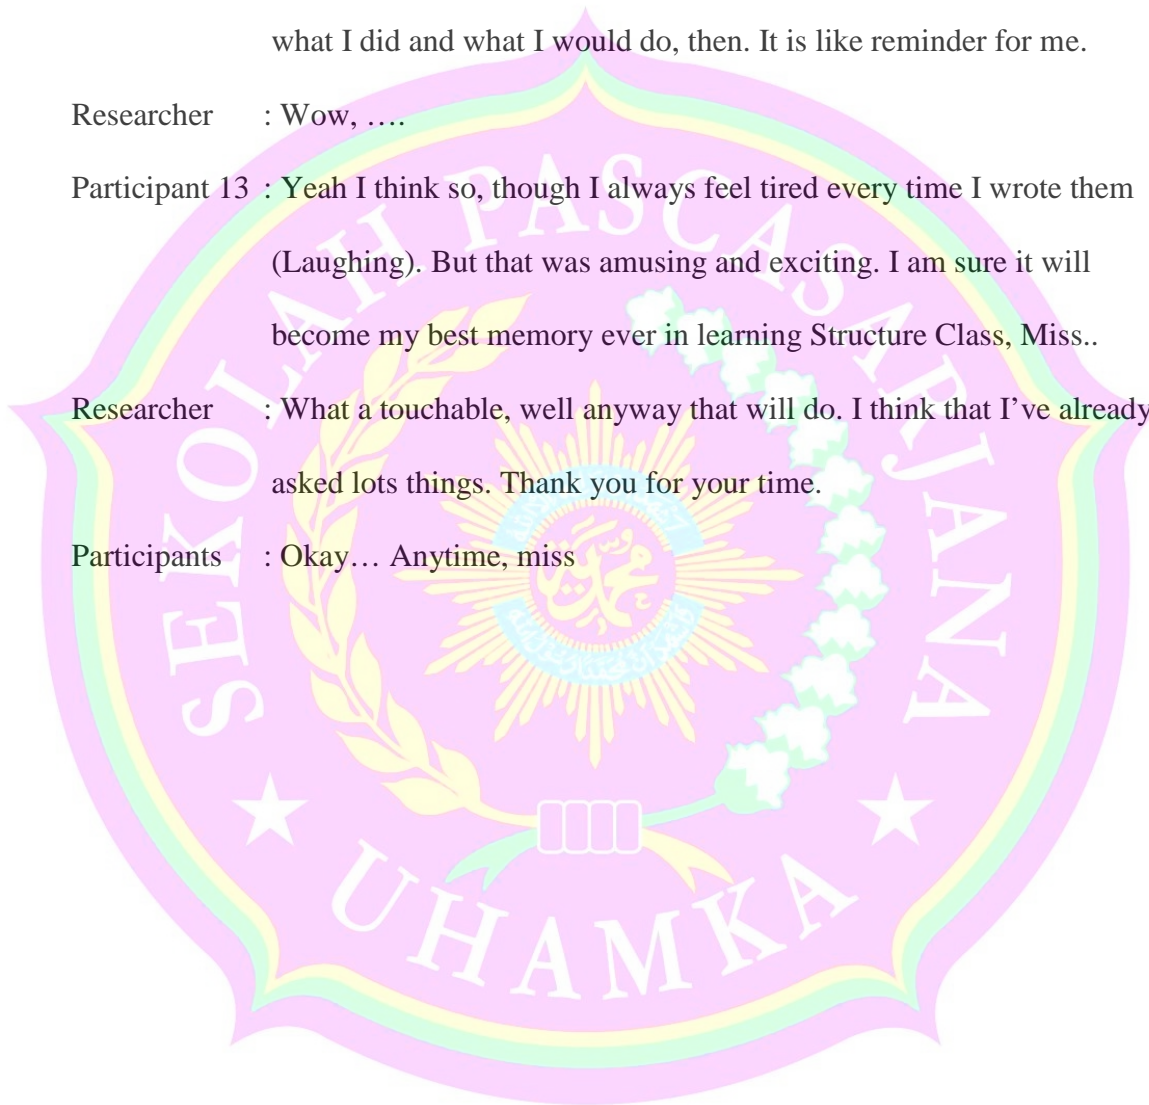 what I did and what I would do, then. It is like reminder for me.
Researcher : Wow, ….
Participant 13 : Yeah I think so, though I always feel tired every time I wrote them
(Laughing). But that was amusing and exciting. I am sure it will
become my best memory ever in learning Structure Class, Miss..
Researcher : What a touchable, well anyway that will do. I think that I’ve already
asked lots things. Thank you for your time.
Participants : Okay… Anytime, miss
SEKOLAH PASCASARJANA
UHAMKA